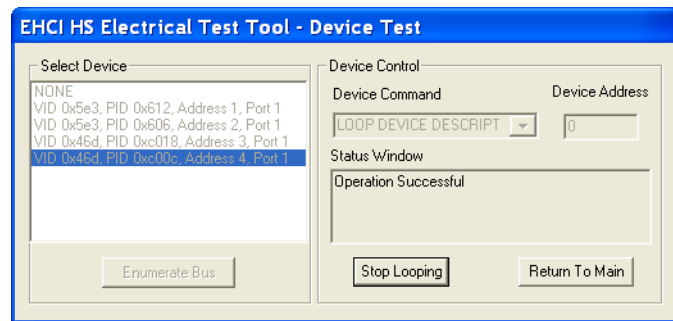 EHCI HS Electrical Test Tool - Device Test
Select Device
NONE
VID 0x5e3, PID 0x612, Address 1, Port 1
VID 0x5e3, PID 0x606, Address 2, Port 1
VID 0x46d, PID 0xc018, Address 3, Port 1
VID 0x46d, PID 0xc00c, Address 4, Port 1
Enumerate Bus
Device Control
Device Command
Device Address
LOOP DEVICE DESCRIPT
0
Status Window
Operation Successful
Stop Looping
Return To Main